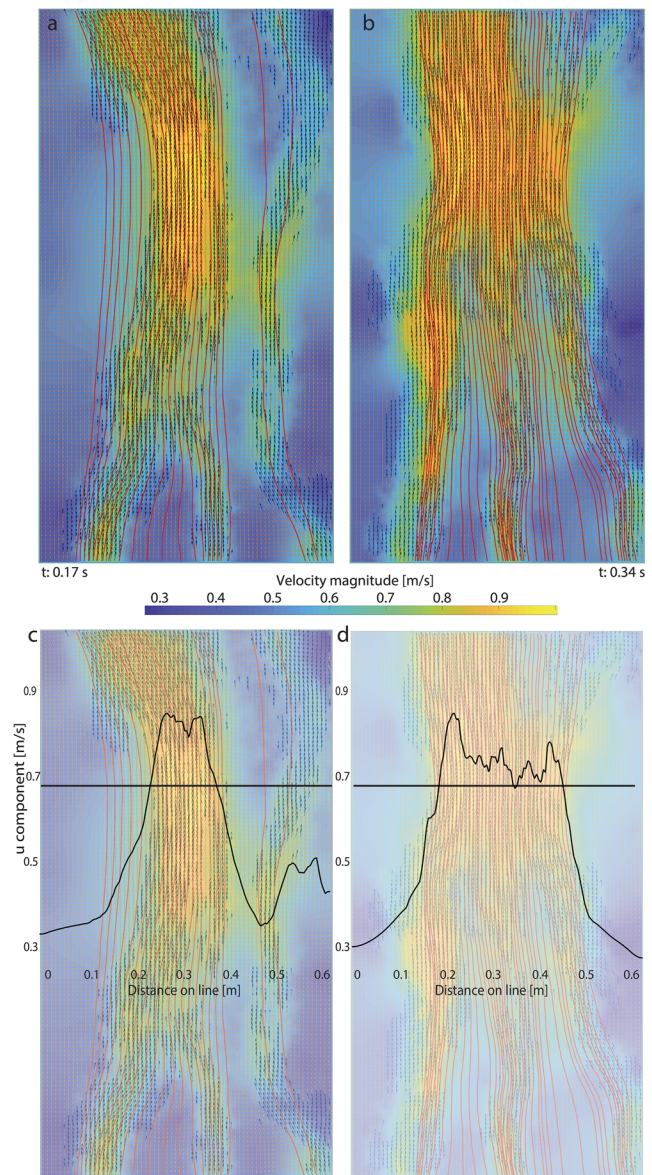 a
b
t: 0.17 s
t: 0.34 s
Velocity magnitude [m/s]
0.3 0.4 0.5 0.6 0.7 0.8 0.9
c
d
0.9 0.9
0.7 0.7
u component [m/s]
0.5 0.5
0.3 0.3
0 0.1 0.2 0.3 0.4 0.5 0.6
0 0.1 0.2 0.3 0.4 0.5 0.6
Distance on line [m]
Distance on line [m]